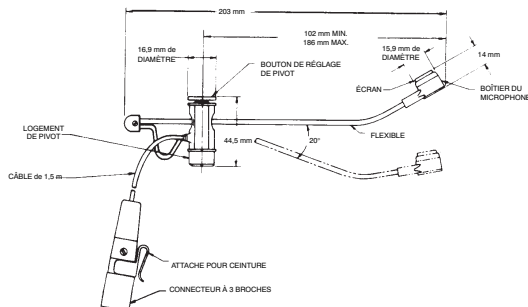 203 mm
102 mm MIN.
186 mm MAX.
16,9 mm de
DIAMÈTRE
15,9 mm de
DIAMÈTRE
14 mm
BOUTON DE RÉGLAGE
DE PIVOT
ÉCRAN
BOÎTIER DU
MICROPHONE
LOGEMENT
DE PIVOT
44,5 mm
20°
FLEXIBLE
CÂBLE de 1,5 m
ATTACHE POUR CEINTURE
CONNECTEUR À 3 BROCHES